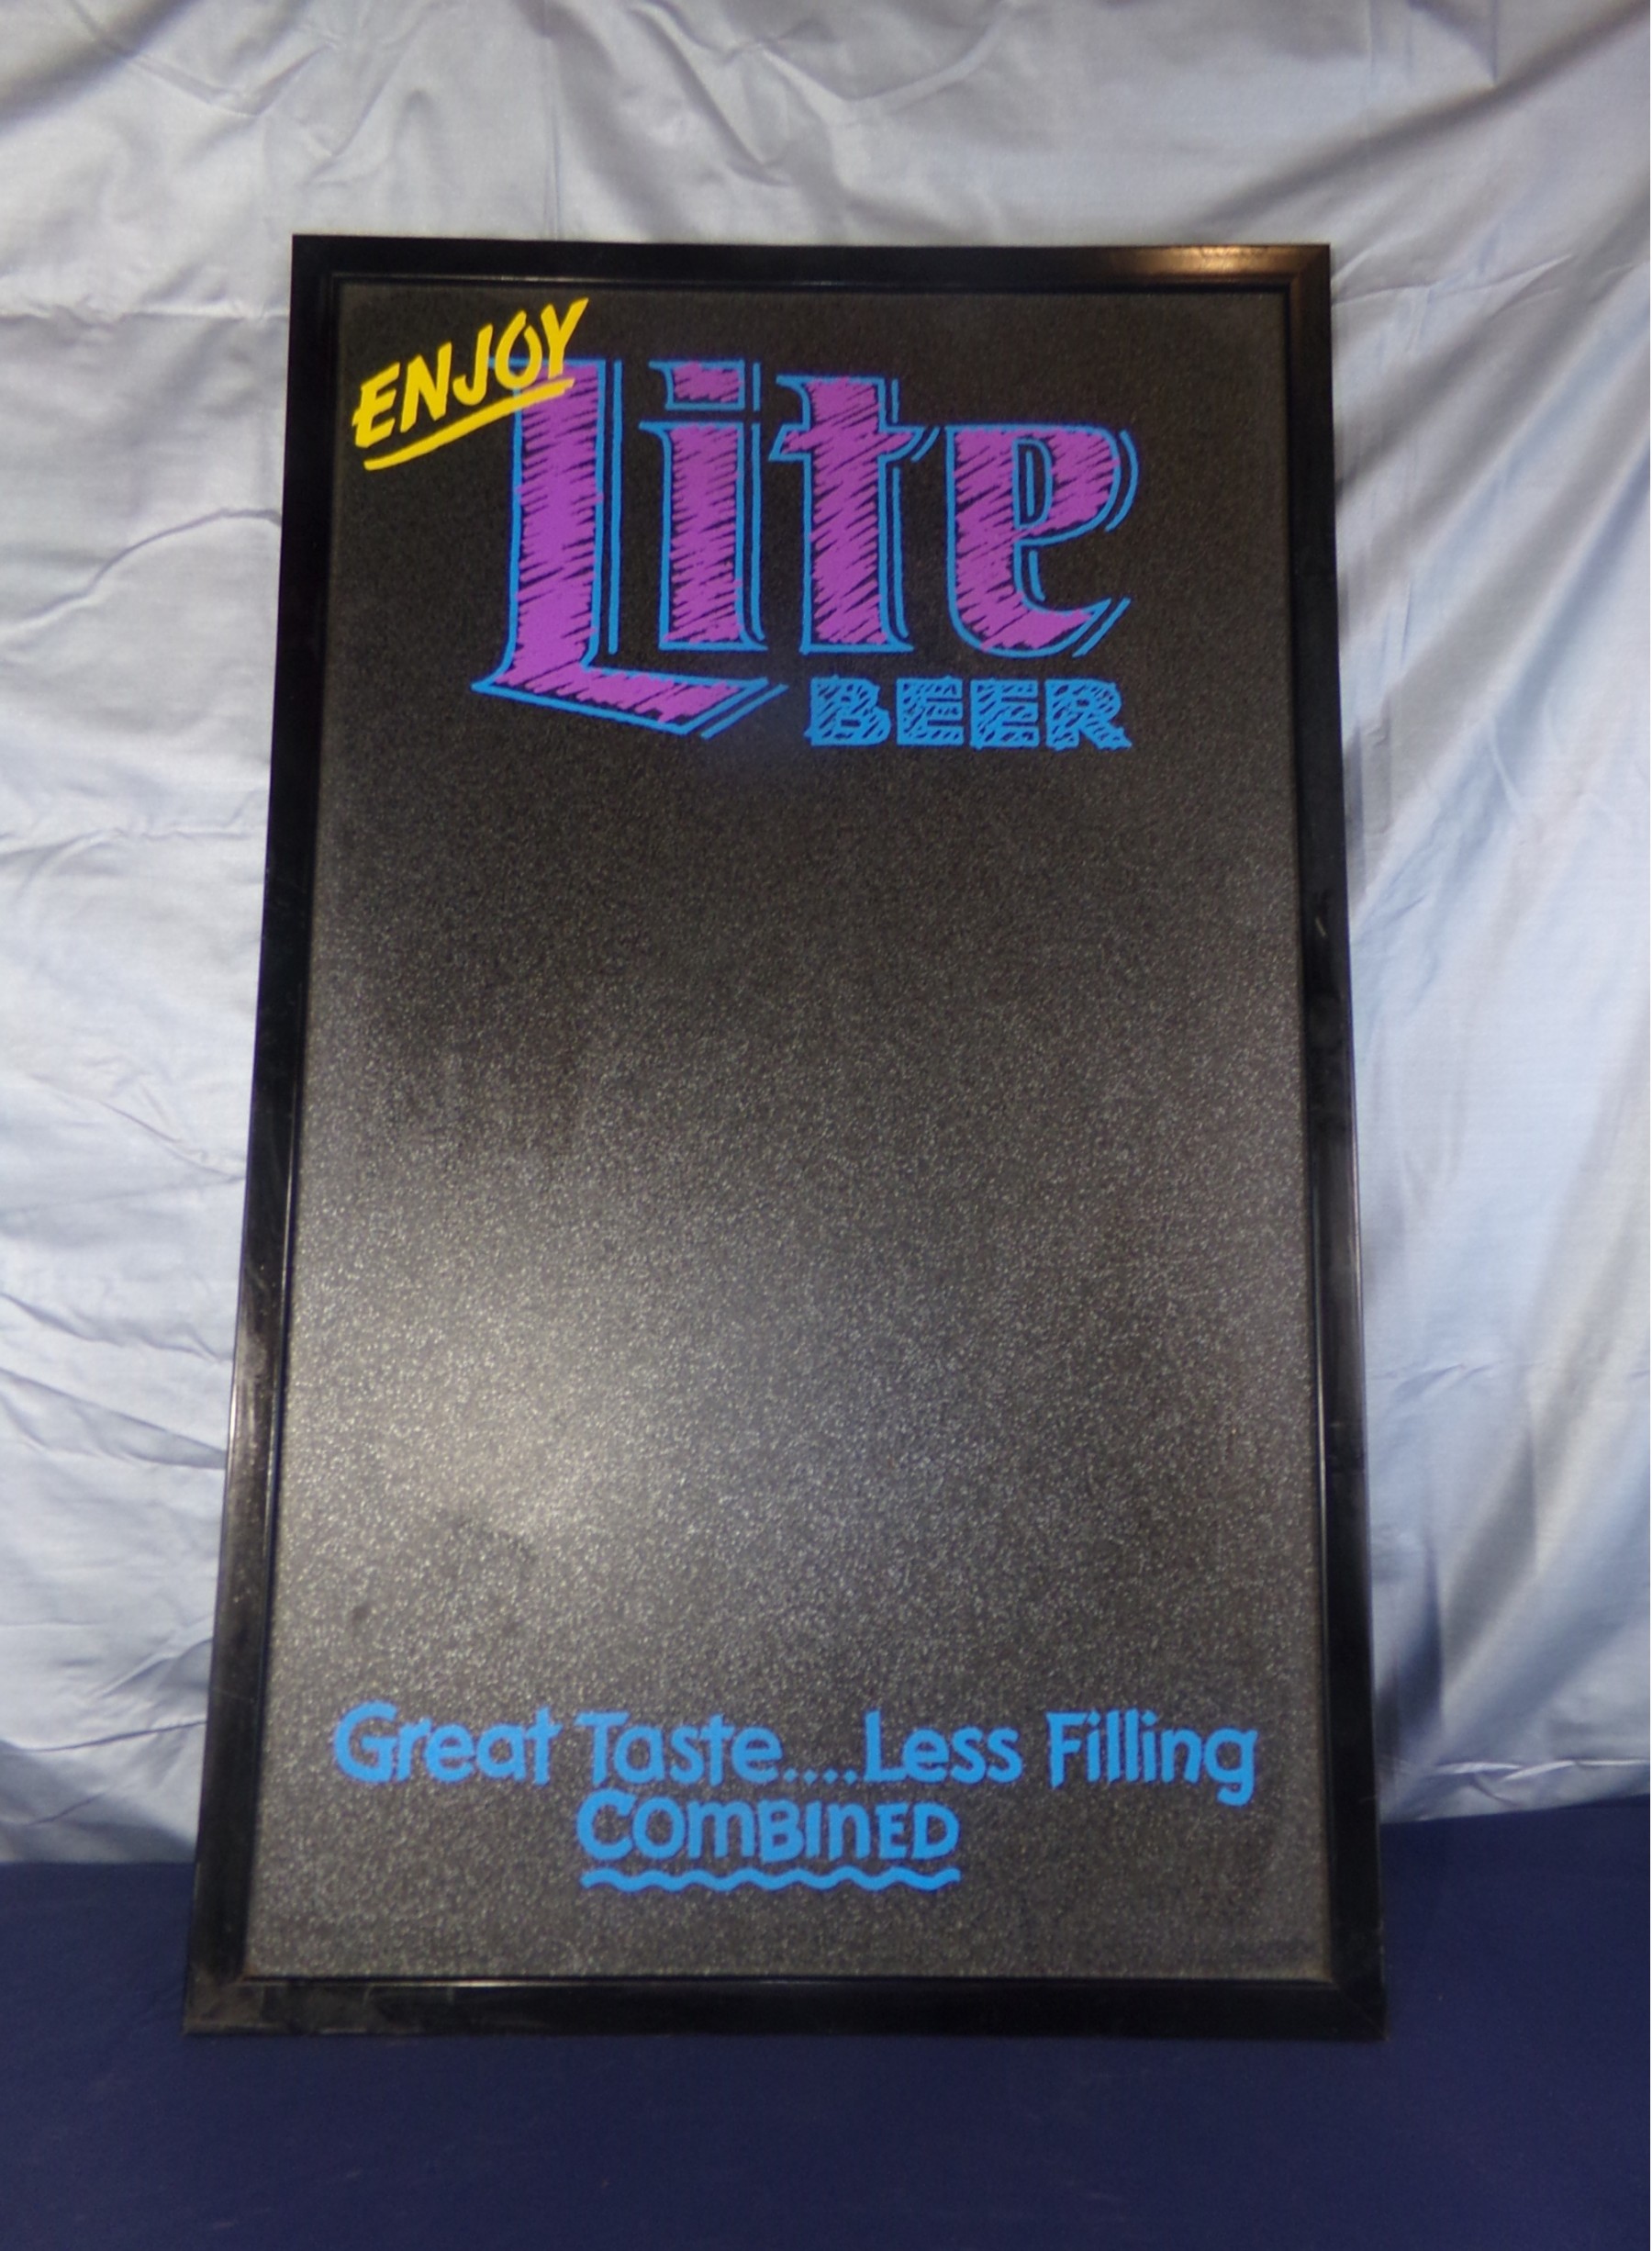 ENJOY
Lite
BEER
Great Taste....Less Filling
COMBINED